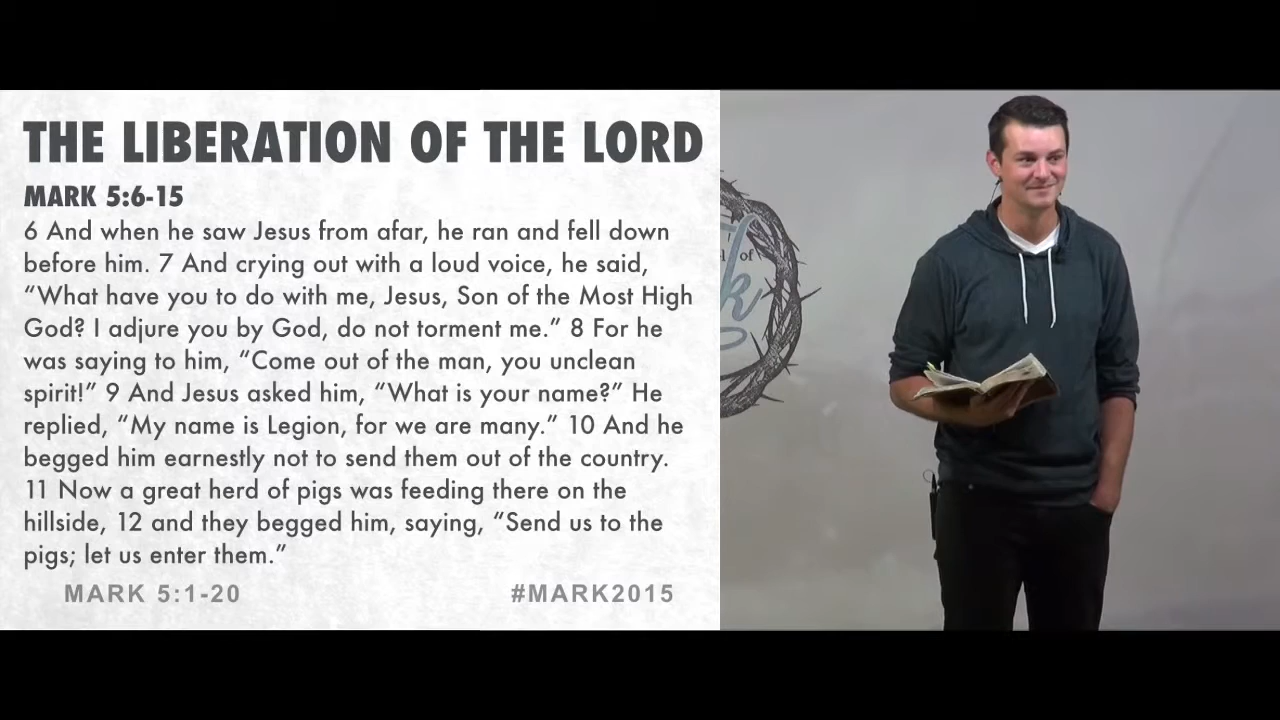 THE LIBERATION OF THE LORD
MARK 5:6-15
6 And when he saw Jesus from afar, he ran and fell down
before him. 7 And crying out with a loud voice, he said,
“What have you to do with me, Jesus, Son of the Most High
God? I adjure you by God, do not torment me.” 8 For he
was saying to him, “Come out of the man, you unclean
spirit!” 9 And Jesus asked him, “What is your name?” He
replied, “My name is Legion, for we are many.” 10 And he
begged him earnestly not to send them out of the country.
11 Now a great herd of pigs was feeding there on the
hillside, 12 and they begged him, saying, “Send us to the
pigs; let us enter them.”
MARK 5:1-20 #MARK2015
of